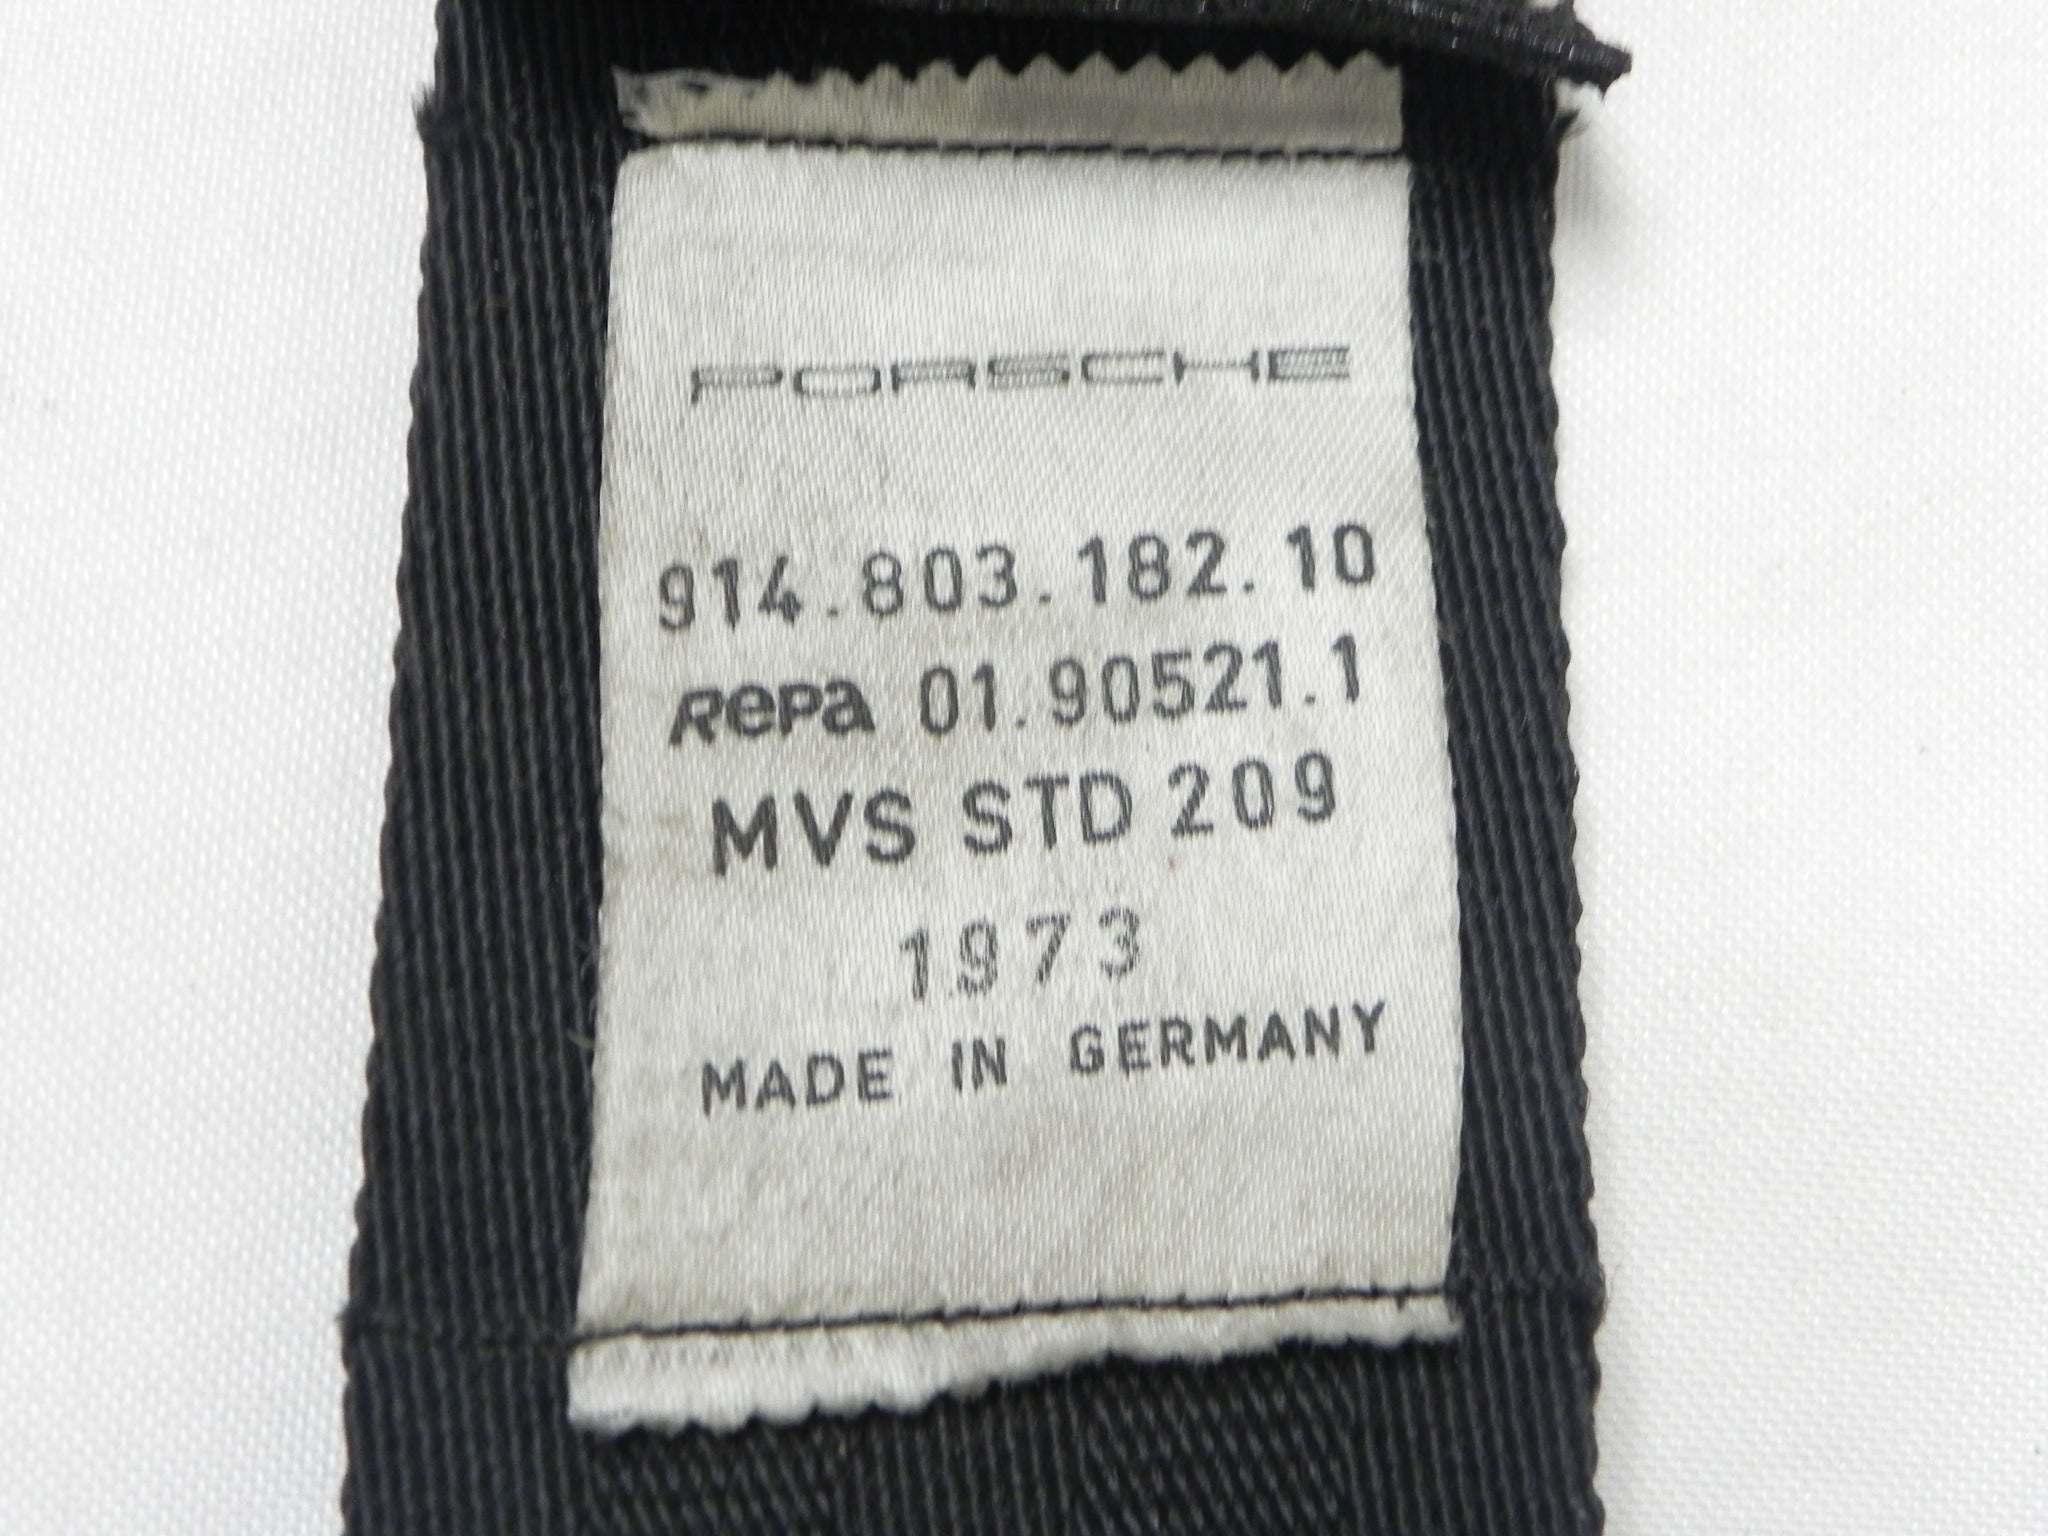 PORSCHE
914.803.182.10
Repa 01.90521.1
MVS STD 209
1973
MADE IN GERMANY